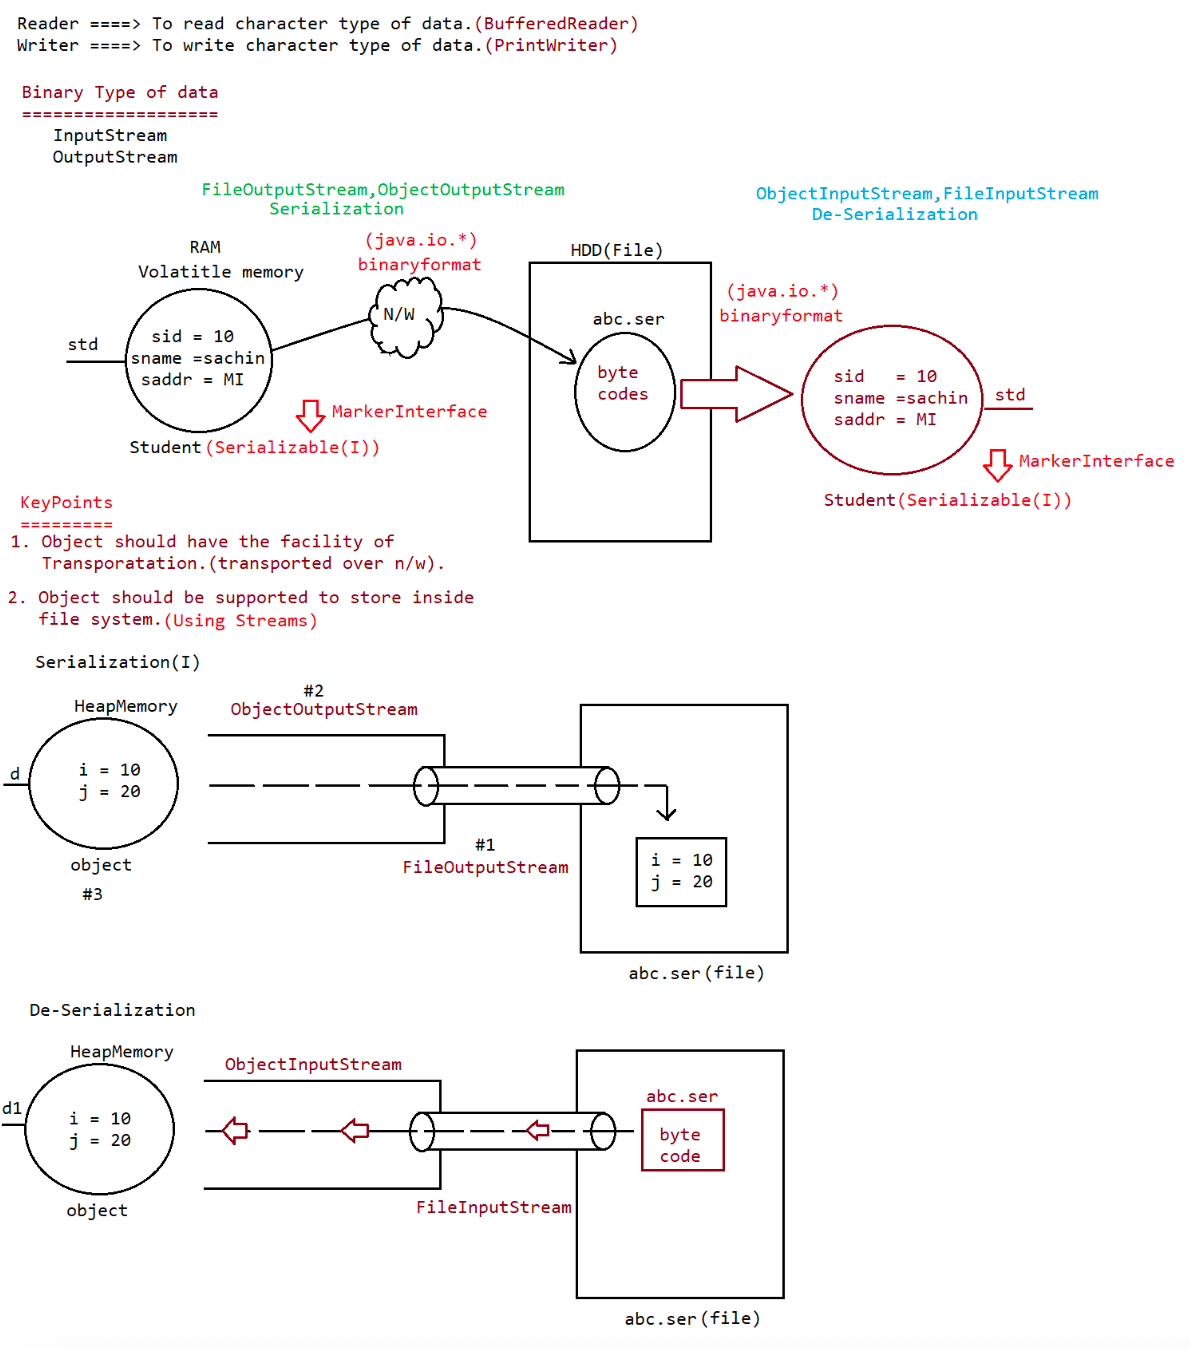 Reader ====> To read character type of data.(BufferedReader)
Writer ====> To write character type of data.(PrintWriter)
Binary Type of data
===================
InputStream
OutputStream
FileOutputStream,ObjectOutputStream
Serialization
ObjectInputStream,FileInputStream
De-Serialization
RAM
Volatitle memory
(java.io.*)
binaryformat
HDD(File)
(java.io.*)
binaryformat
std
sid = 10
sname =sachin
saddr = MI
N/W
abc.ser
byte
codes
sid = 10
sname =sachin
saddr = MI
std
MarkerInterface
Student(Serializable(I))
MarkerInterface
Student(Serializable(I))
KeyPoints
=========
1. Object should have the facility of
Transporatation.(transported over n/w).
2. Object should be supported to store inside
file system.(Using Streams)
Serialization(I)
HeapMemory
#2
ObjectOutputStream
d
i = 10
j = 20
object
#3
#1
FileOutputStream
i = 10
j = 20
abc.ser(file)
De-Serialization
HeapMemory
ObjectInputStream
d1
i = 10
j = 20
object
FileInputStream
abc.ser
byte
code
abc.ser(file)